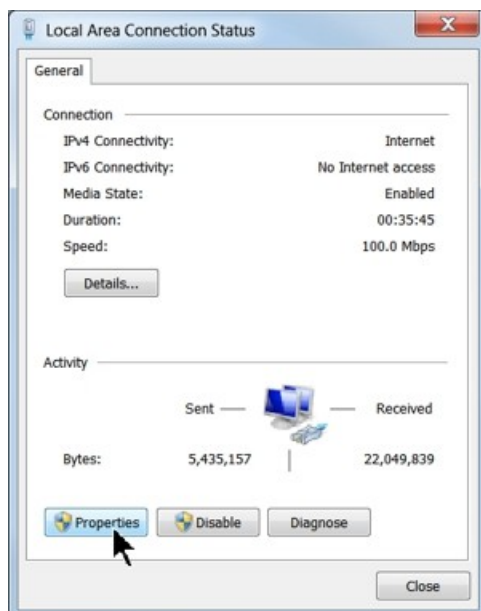 Local Area Connection Status
General
Connection
IPv4 Connectivity: Internet
IPv6 Connectivity: No Internet access
Media State: Enabled
Duration: 00:35:45
Speed: 100.0 Mbps
Details...
Activity
Sent Received
Bytes: 5,435,157 22,049,839
Properties Disable Diagnose
Close